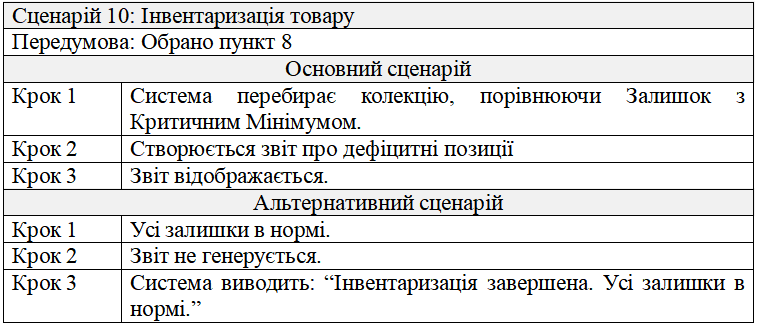 Сценарій 10: Інвентаризація товару
Передумова: Обрано пункт 8
Основний сценарій
Крок 1 Система перебирає колекцію, порівнюючи Залишок з
Критичним Мінімумом.
Крок 2 Створюється звіт про дефіцитні позиції
Крок 3 Звіт відображається.
Альтернативний сценарій
Крок 1 Усі залишки в нормі.
Крок 2 Звіт не генерується.
Крок 3 Система виводить: “Інвентаризація завершена. Усі залишки в
нормі.”